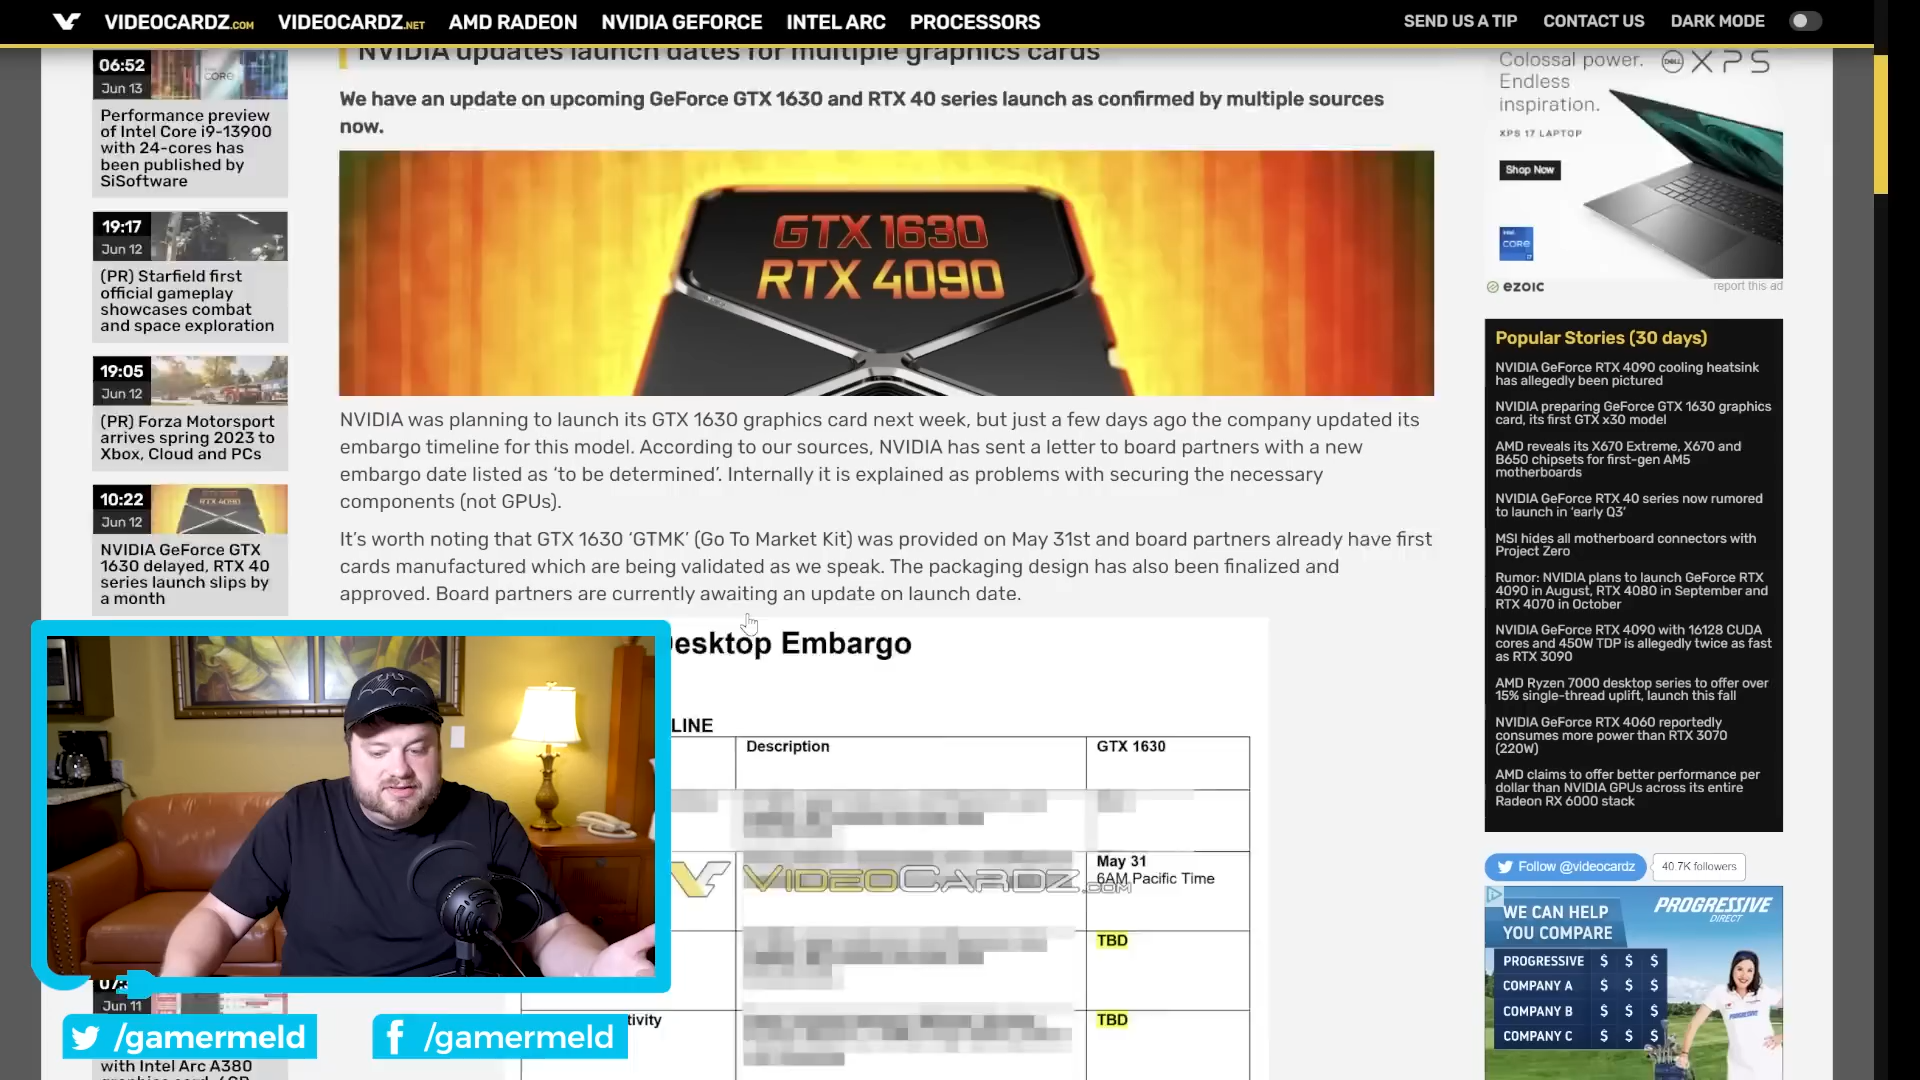 VIDEOCARDZ.COM VIDEOCARDZ.NET AMD RADEON NVIDIA GEFORCE INTEL ARC PROCESSORS SEND US A TIP CONTACT US DARK MODE
06:52
Jun 13
CORE
Performance preview
of Intel Core i9-13900
with 24-cores has
been published by
SiSoftware
19:17
Jun 12
(PR) Starfield first
official gameplay
showcases combat
and space exploration
19:05
Jun 12
(PR) Forza Motorsport
arrives spring 2023 to
Xbox, Cloud and PCs
10:22
Jun 12
GTX 1630
RTX 4090
NVIDIA GeForce GTX
1630 delayed, RTX 40
series launch slips by
a month
Jun 11
with Intel Arc A380
NVIDIA updates launch dates for multiple graphics cards
We have an update on upcoming GeForce GTX 1630 and RTX 40 series launch as confirmed by multiple sources
now.
GTX 1630
RTX 4090
NVIDIA was planning to launch its GTX 1630 graphics card next week, but just a few days ago the company updated its
embargo timeline for this model. According to our sources, NVIDIA has sent a letter to board partners with a new
embargo date listed as ‘to be determined’. Internally it is explained as problems with securing the necessary
components (not GPUs).
It’s worth noting that GTX 1630 ‘GTMK’ (Go To Market Kit) was provided on May 31st and board partners already have first
cards manufactured which are being validated as we speak. The packaging design has also been finalized and
approved. Board partners are currently awaiting an update on launch date.
Desktop Embargo
LINE
Description GTX 1630
May 31
6AM Pacific Time
VIDEOCARDZ.COM
TBD
tivity TBD
/gamermeld /gamermeld
Colossal power.
Endless
inspiration.
DELL XPS
XPS 17 LAPTOP
Shop Now
intel
CORE
i7
ezoic report this ad
Popular Stories (30 days)
NVIDIA GeForce RTX 4090 cooling heatsink
has allegedly been pictured
NVIDIA preparing GeForce GTX 1630 graphics
card, its first GTX x30 model
AMD reveals its X670 Extreme, X670 and
B650 chipsets for first-gen AM5
motherboards
NVIDIA GeForce RTX 40 series now rumored
to launch in ‘early Q3’
MSI hides all motherboard connectors with
Project Zero
Rumor: NVIDIA plans to launch GeForce RTX
4090 in August, RTX 4080 in September and
RTX 4070 in October
NVIDIA GeForce RTX 4090 with 16128 CUDA
cores and 450W TDP is allegedly twice as fast
as RTX 3090
AMD Ryzen 7000 desktop series to offer over
15% single-thread uplift, launch this fall
NVIDIA GeForce RTX 4060 reportedly
consumes more power than RTX 3070
(220W)
AMD claims to offer better performance per
dollar than NVIDIA GPUs across its entire
Radeon RX 6000 stack
Follow @videocardz 40.7K followers
WE CAN HELP
YOU COMPARE
PROGRESSIVE
DIRECT
PROGRESSIVE $ $ $
COMPANY A $ $ $
COMPANY B $ $ $
COMPANY C $ $ $